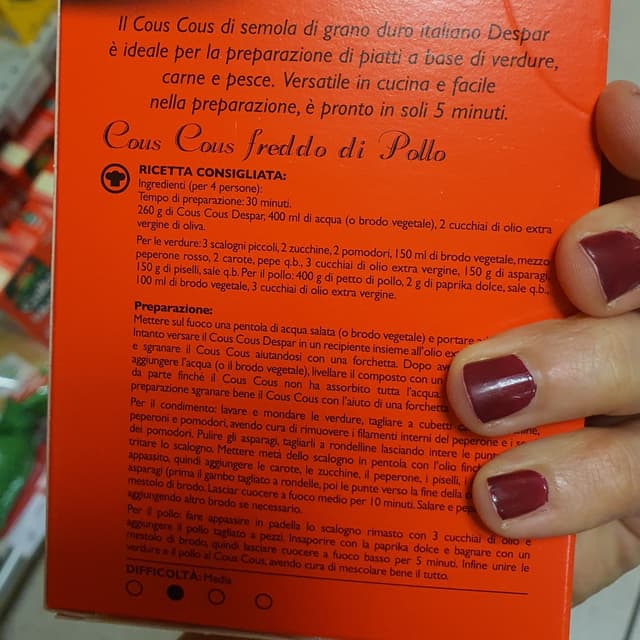 Il Cous Cous di semola di grano duro italiano Despar
è ideale per la preparazione di piatti a base di verdure,
carne e pesce. Versatile in cucina e facile
nella preparazione, è pronto in soli 5 minuti.
Cous Cous freddo di Pollo
RICETTA CONSIGLIATA:
Ingredienti (per 4 persone):
Tempo di preparazione: 30 minuti.
260 g di Cous Cous Despar, 400 ml di acqua (o brodo vegetale), 2 cucchiai di olio extra
vergine di oliva.
Per le verdure: 3 scalogni piccoli, 2 zucchine, 2 pomodori, 150 ml di brodo vegetale, mezzo
peperone rosso, 2 carote, pepe q.b., 3 cucchiai di olio extra vergine, 150 g di asparagi,
150 g di piselli, sale q.b. Per il pollo: 400 g di petto di pollo, 2 g di paprika dolce, sale q.b.,
100 ml di brodo vegetale, 3 cucchiai di olio extra vergine.
Preparazione:
Mettere sul fuoco una pentola di acqua salata (o brodo vegetale) e portare
Intanto versare il Cous Cous Despar in un recipiente insieme all'olio
e sgranare il Cous Cous aiutandosi con una forchetta. Dopo
aggiungere l'acqua (o il brodo vegetale), livellare il composto con un
da parte finché il Cous Cous non ha assorbito tutta l'acqua.
preparazione sgranare bene il Cous Cous con l'aiuto di una forchetta
Per il condimento: lavare e mondare le verdure, tagliare a cubetti
peperoni e pomodori, avendo cura di rimuovere i filamenti interni del peperone e i
dei pomodori. Pulire gli asparagi, tagliarli a rondelline lasciando intere le
tritare lo scalogno. Mettere metà dello scalogno in pentola con l'olio
appassito, quindi aggiungere le carote, le zucchine, il peperone, i piselli,
asparagi (prima il gambo tagliato a rondelle, poi le punte verso la fine della
mestolo di brodo. Lasciar cuocere a fuoco medio per 10 minuti. Salare e
aggiungendo altro brodo se necessario.
Per il pollo: fare appassire in padella lo scalogno rimasto con 3 cucchiai di olio e
aggiungere il pollo tagliato a pezzi. Insaporire con la paprika dolce e bagnare con un
mestolo di brodo, quindi lasciare cuocere a fuoco basso per 5 minuti. Infine unire le
verdure e il pollo al Cous Cous, avendo cura di mescolare bene il tutto.
DIFFICOLTÀ: Media